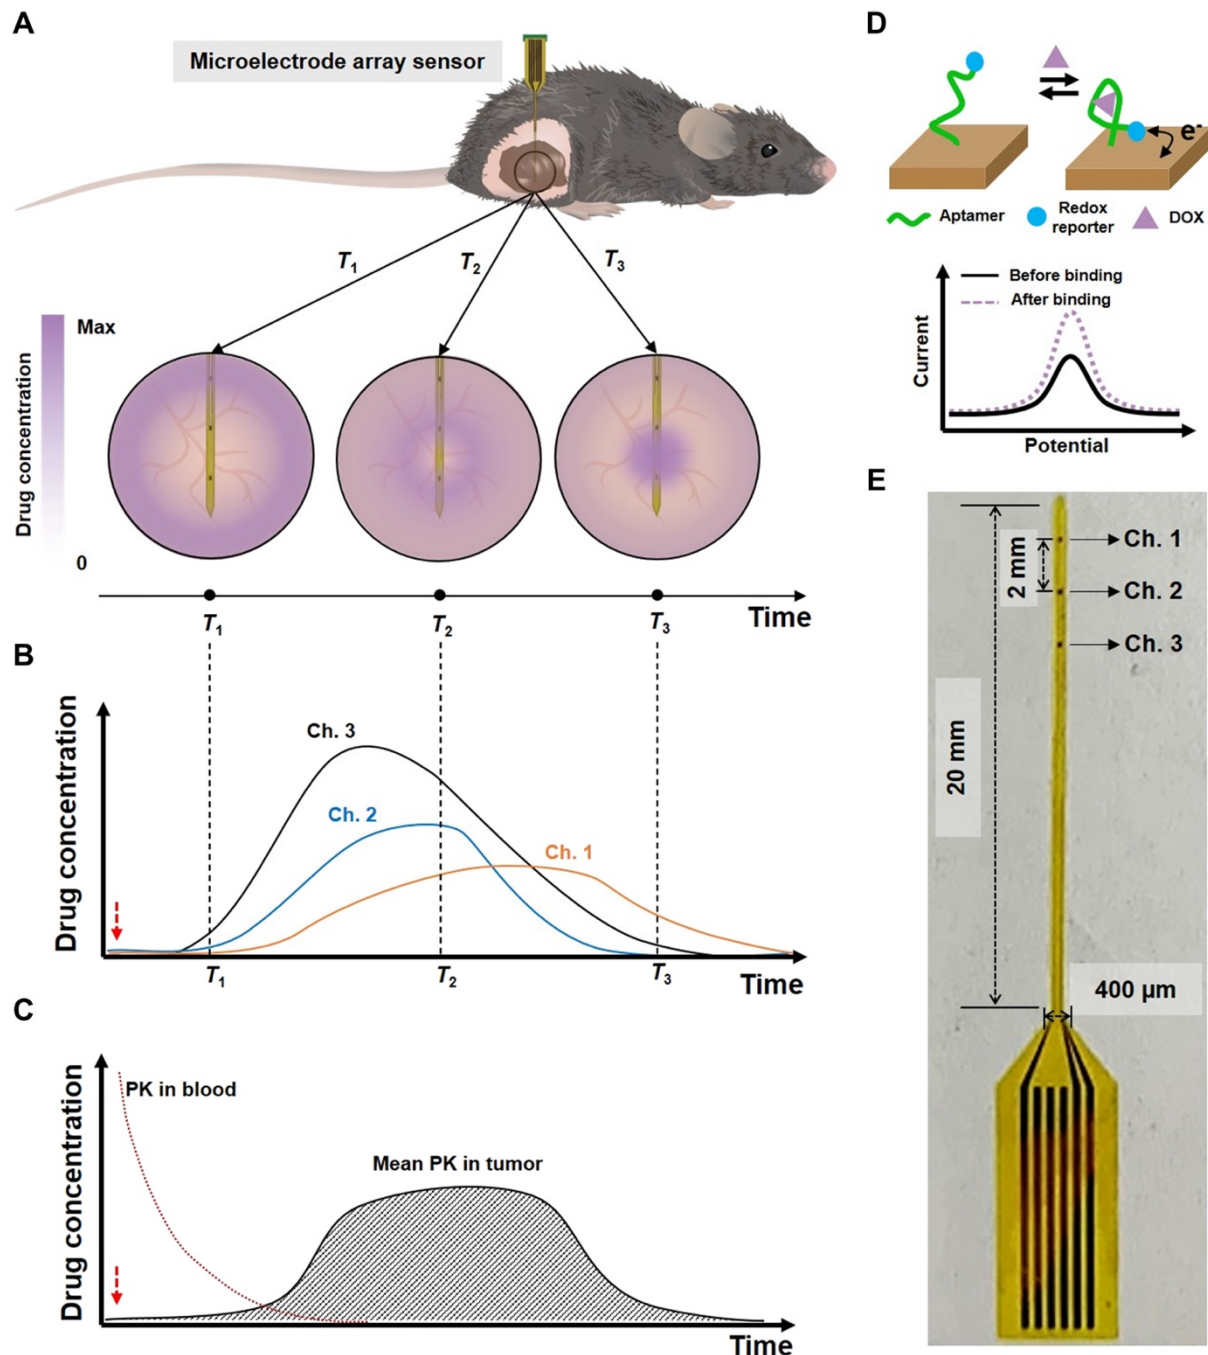 A
Microelectrode array sensor
T1
T2
T3
Drug concentration
Max
0
T1
T2
T3
Time
B
Drug concentration
Ch. 3
Ch. 2
Ch. 1
T1
T2
T3
Time
C
Drug concentration
PK in blood
Mean PK in tumor
Time
D
e-
Aptamer
Redox
reporter
DOX
Current
Before binding
After binding
Potential
E
2 mm
Ch. 1
Ch. 2
Ch. 3
20 mm
400 µm